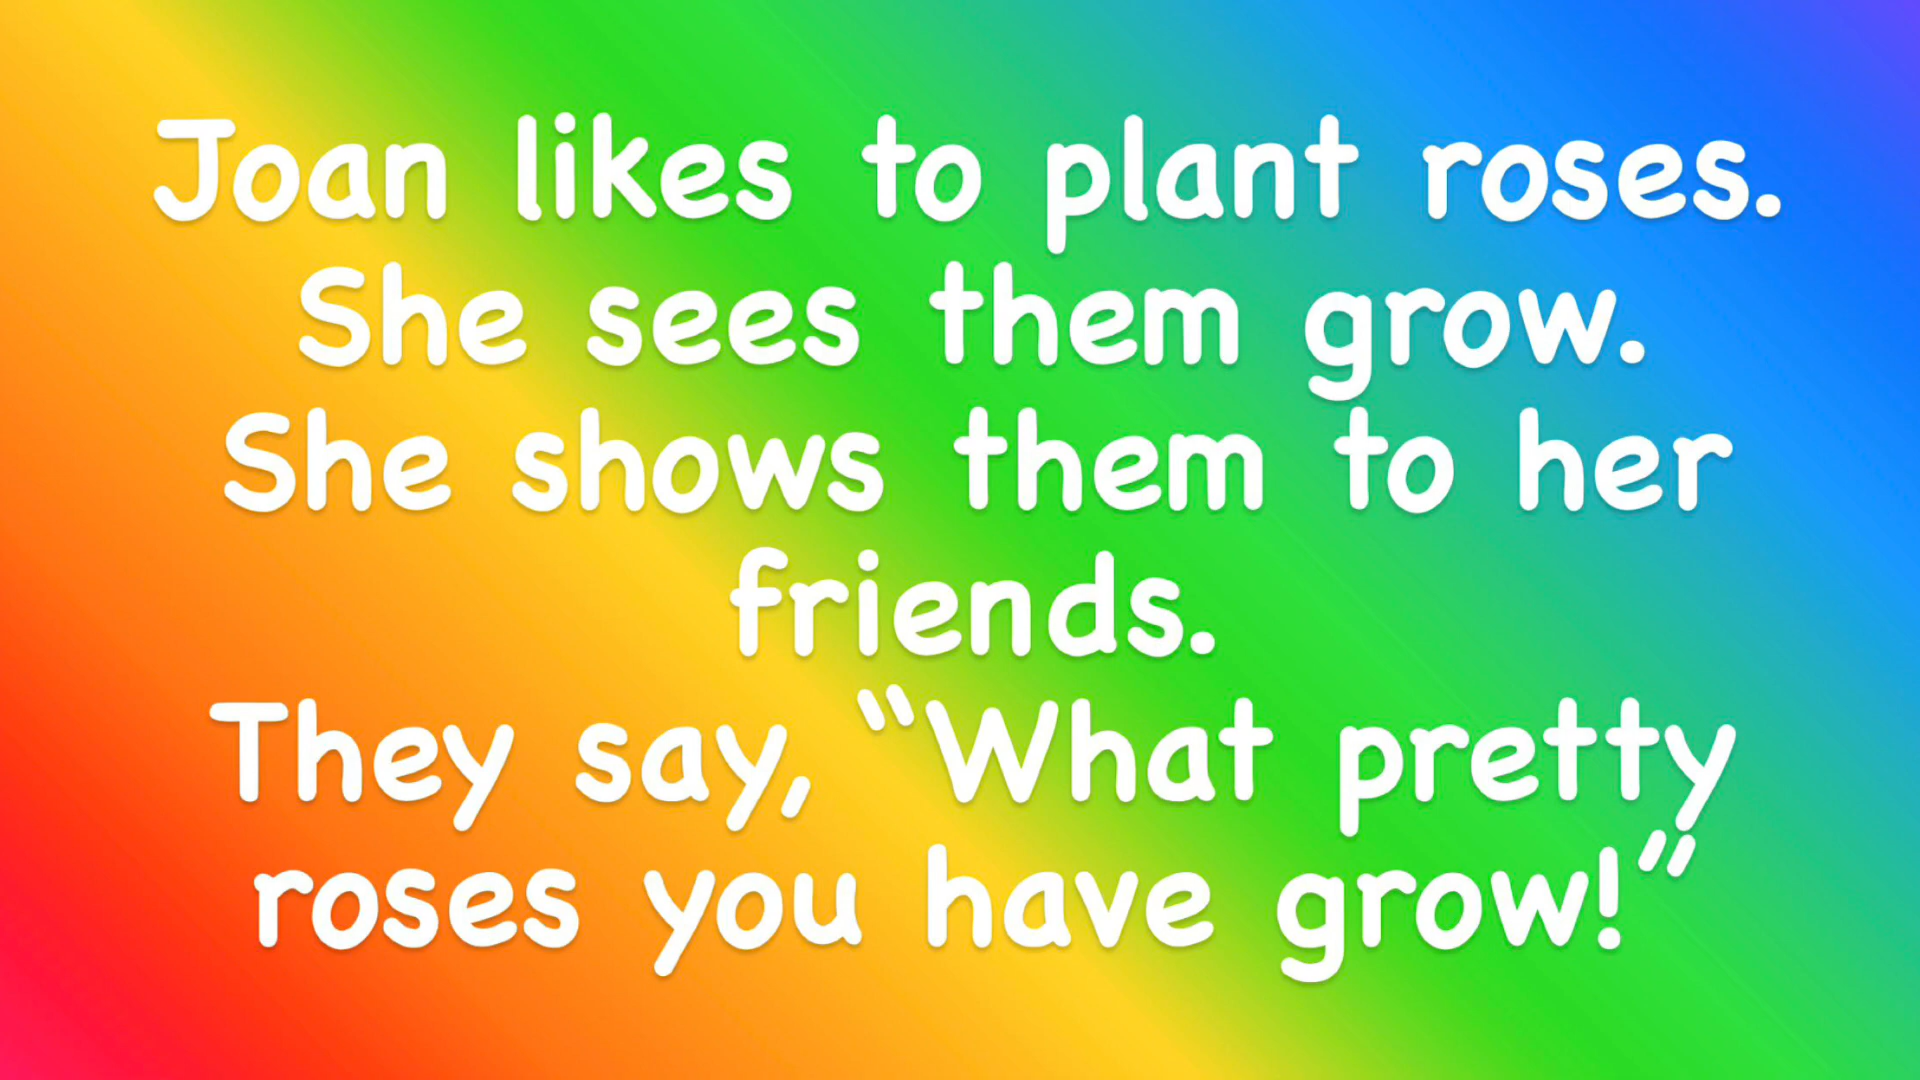 Joan likes to plant roses.
She sees them grow.
She shows them to her
friends.
They say, “What pretty
roses you have grow!”